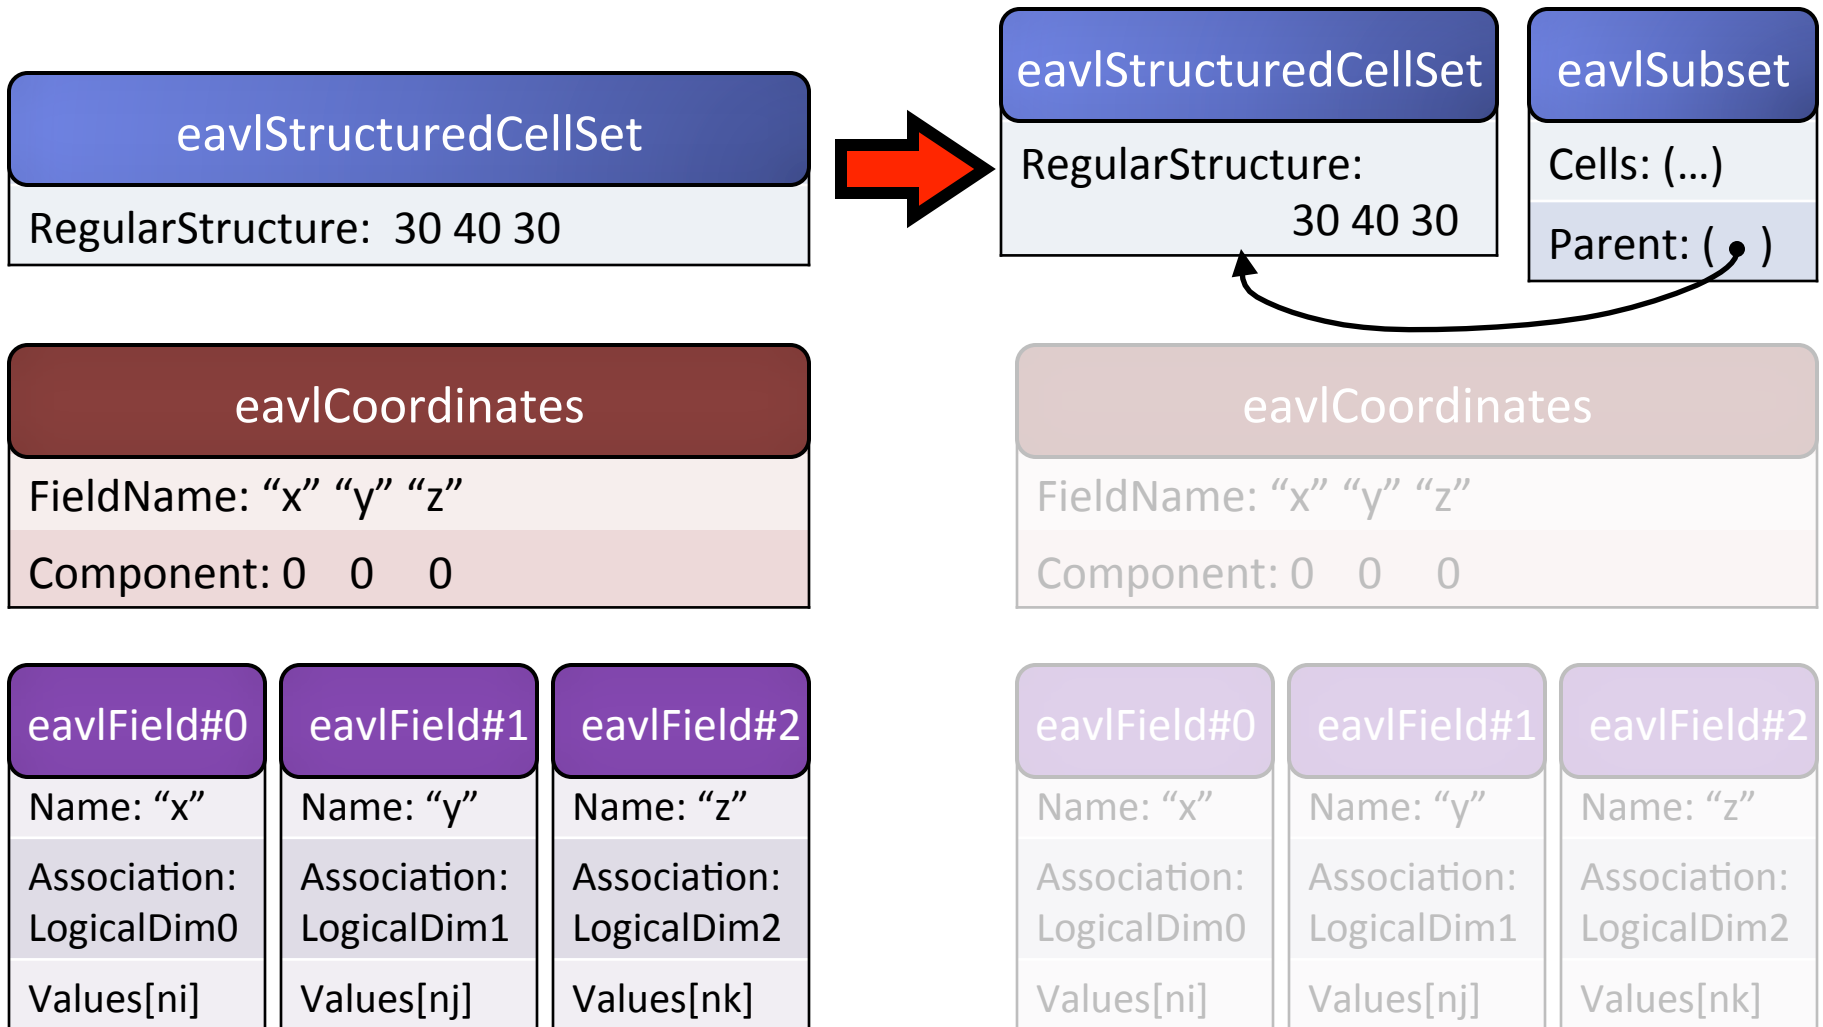 eavlStructuredCellSet
RegularStructure: 30 40 30
eavlCoordinates
FieldName: “x” “y” “z”
Component: 0 0 0
eavlField#0
Name: “x”
Association:
LogicalDim0
Values[ni]
eavlField#1
Name: “y”
Association:
LogicalDim1
Values[nj]
eavlField#2
Name: “z”
Association:
LogicalDim2
Values[nk]
eavlStructuredCellSet
RegularStructure:
30 40 30
eavlSubset
Cells: (...)
Parent: ( )
eavlCoordinates
FieldName: “x” “y” “z”
Component: 0 0 0
eavlField#0
Name: “x”
Association:
LogicalDim0
Values[ni]
eavlField#1
Name: “y”
Association:
LogicalDim1
Values[nj]
eavlField#2
Name: “z”
Association:
LogicalDim2
Values[nk]